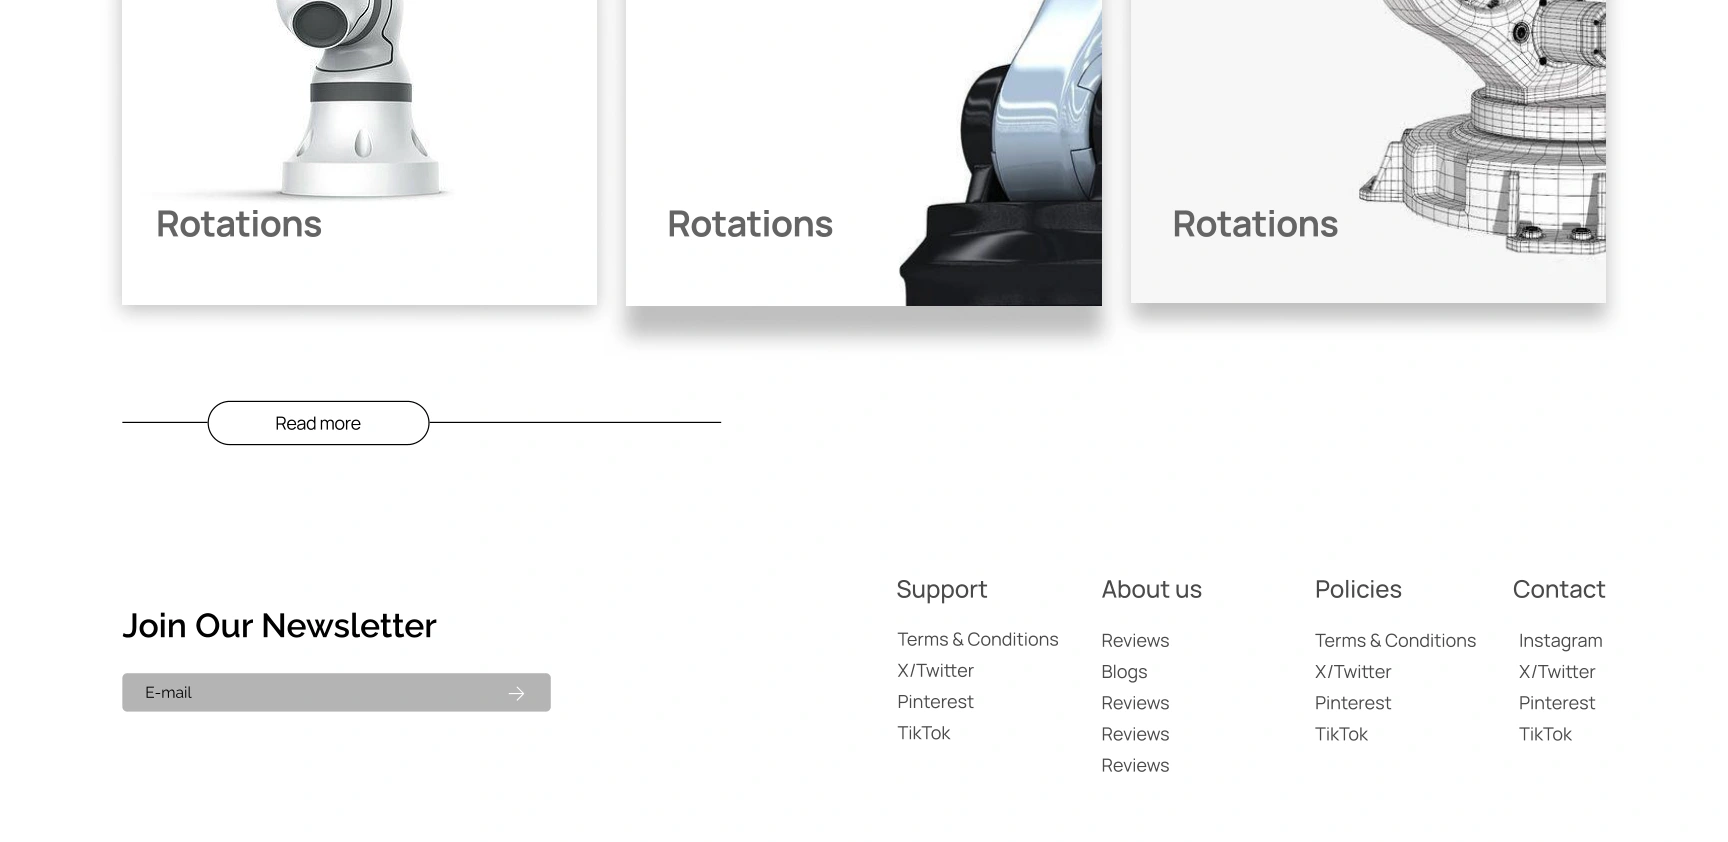 Rotations
Rotations
Rotations
Read more
Join Our Newsletter
E-mail
Support
Terms & Conditions
X/Twitter
Pinterest
TikTok
About us
Reviews
Blogs
Reviews
Reviews
Reviews
Policies
Terms & Conditions
X/Twitter
Pinterest
TikTok
Contact
Instagram
X/Twitter
Pinterest
TikTok